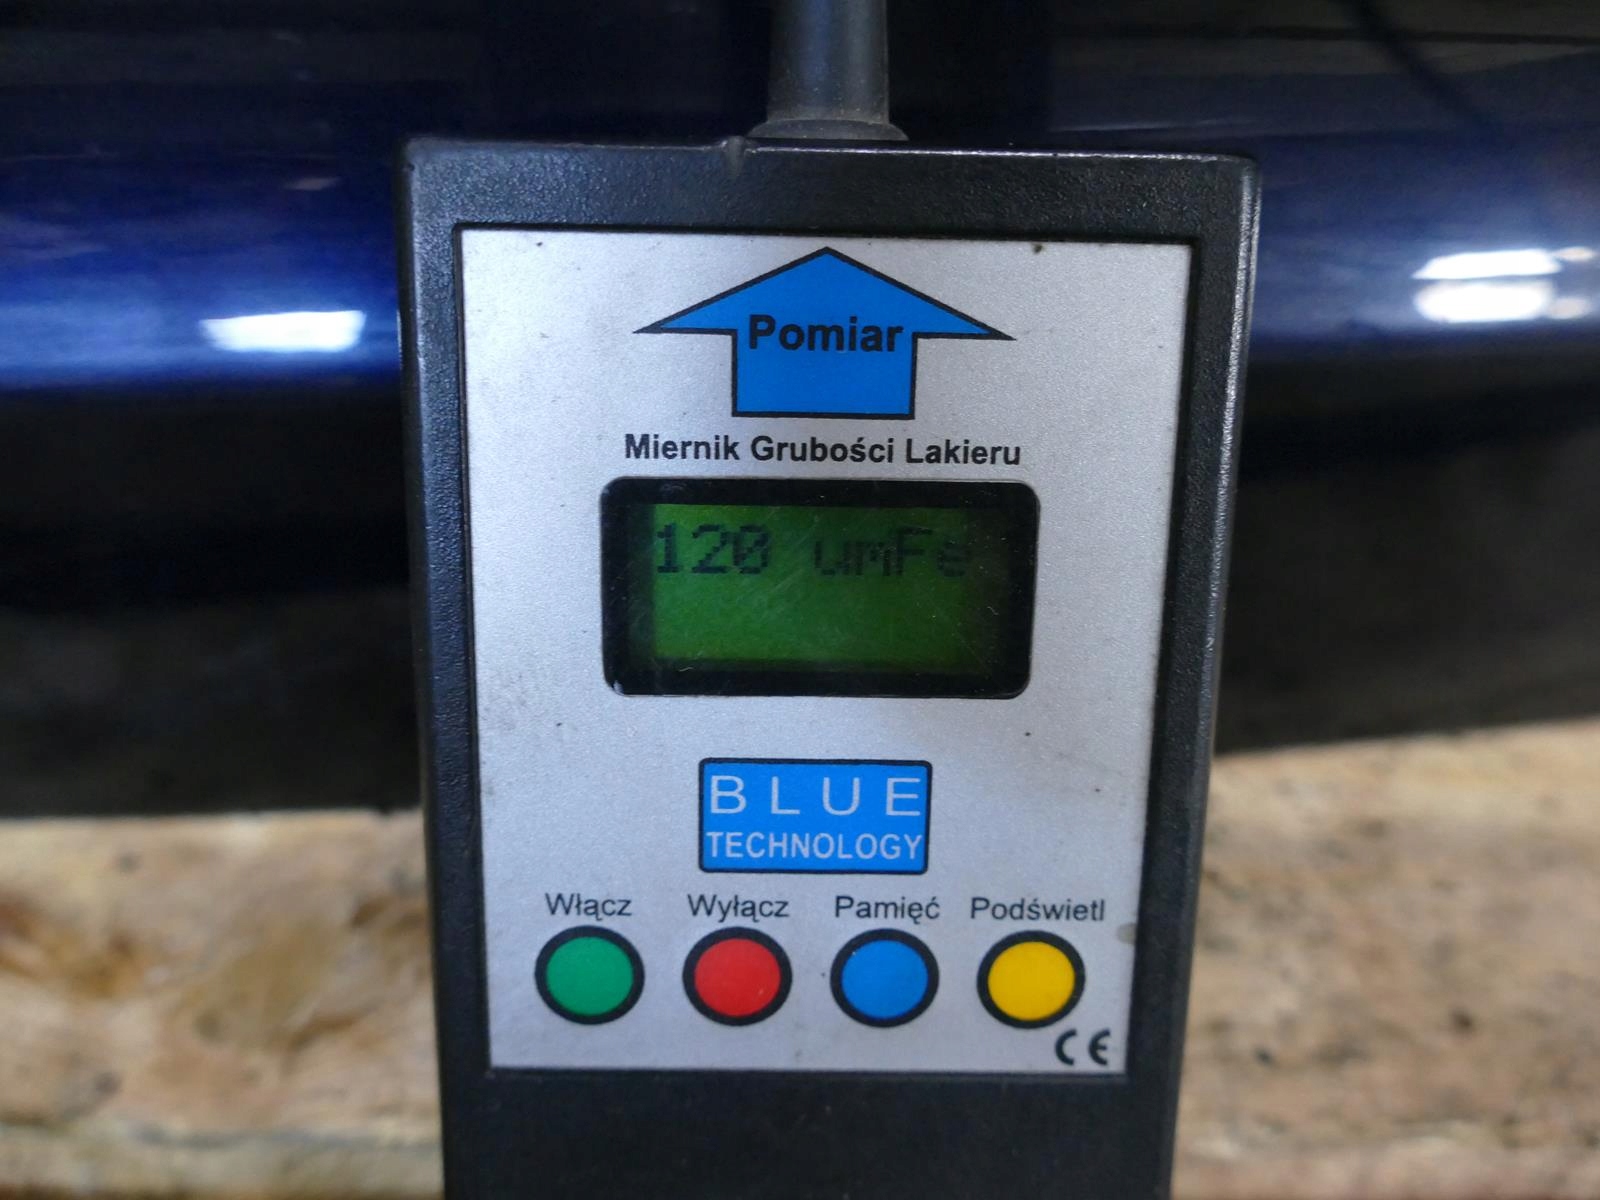 Pomiar
Miernik Grubości Lakieru
120 umFe
BLUE
TECHNOLOGY
Włącz Wyłącz Pamięć Podświetl
CE